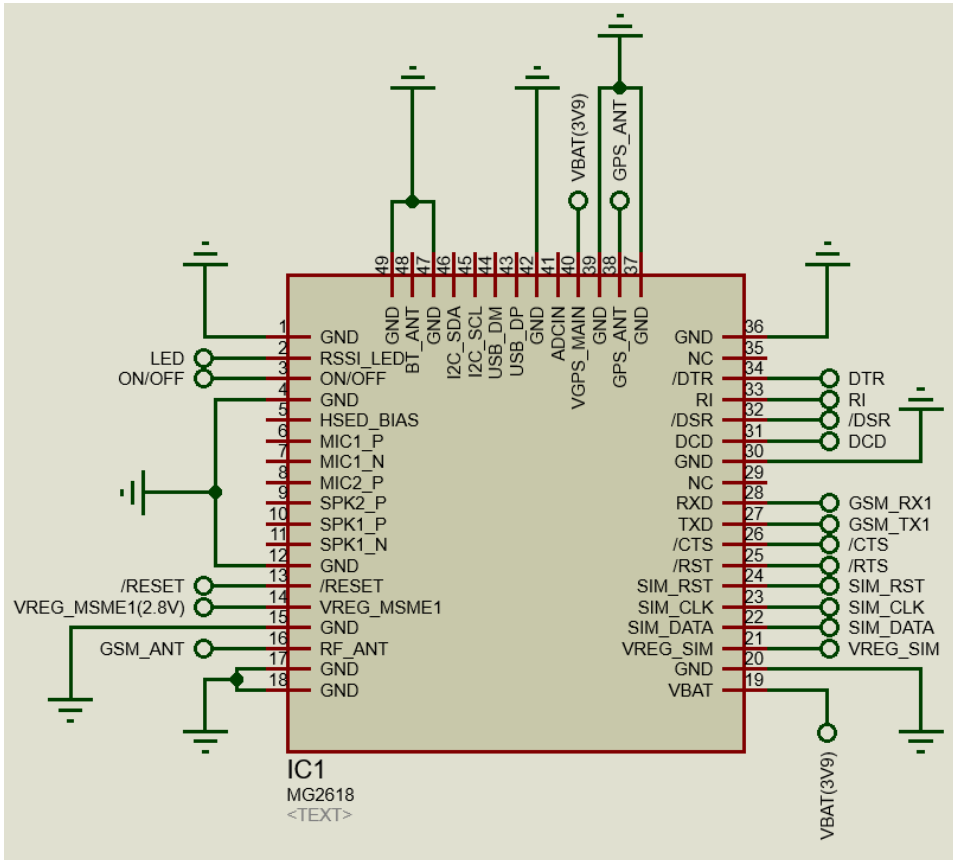 VBAT(3V9)
GPS_ANT
49
48
47
46
45
44
43
42
41
40
39
38
37
GND
BT_ANT
GND
I2C_SDA
I2C_SCL
USB_DM
USB_DP
GND
ADCIN
VGPS_MAIN
GND
GPS_ANT
GND
1 GND
LED 2 RSSI_LED
ON/OFF 3 ON/OFF
4 GND
5 HSED_BIAS
6 MIC1_P
7 MIC1_N
8 MIC2_P
9 SPK2_P
10 SPK1_P
11 SPK1_N
12 GND
/RESET 13 /RESET
VREG_MSME1(2.8V) 14 VREG_MSME1
15 GND
GSM_ANT 16 RF_ANT
17 GND
18 GND
GND 36
NC 35
/DTR 34 DTR
RI 33 RI
/DSR 32 /DSR
DCD 31 DCD
GND 30
NC 29
RXD 28 GSM_RX1
TXD 27 GSM_TX1
/CTS 26 /CTS
/RST 25 /RTS
SIM_RST 24 SIM_RST
SIM_CLK 23 SIM_CLK
SIM_DATA 22 SIM_DATA
VREG_SIM 21 VREG_SIM
GND 20
VBAT 19
VBAT(3V9)
IC1
MG2618
<TEXT>